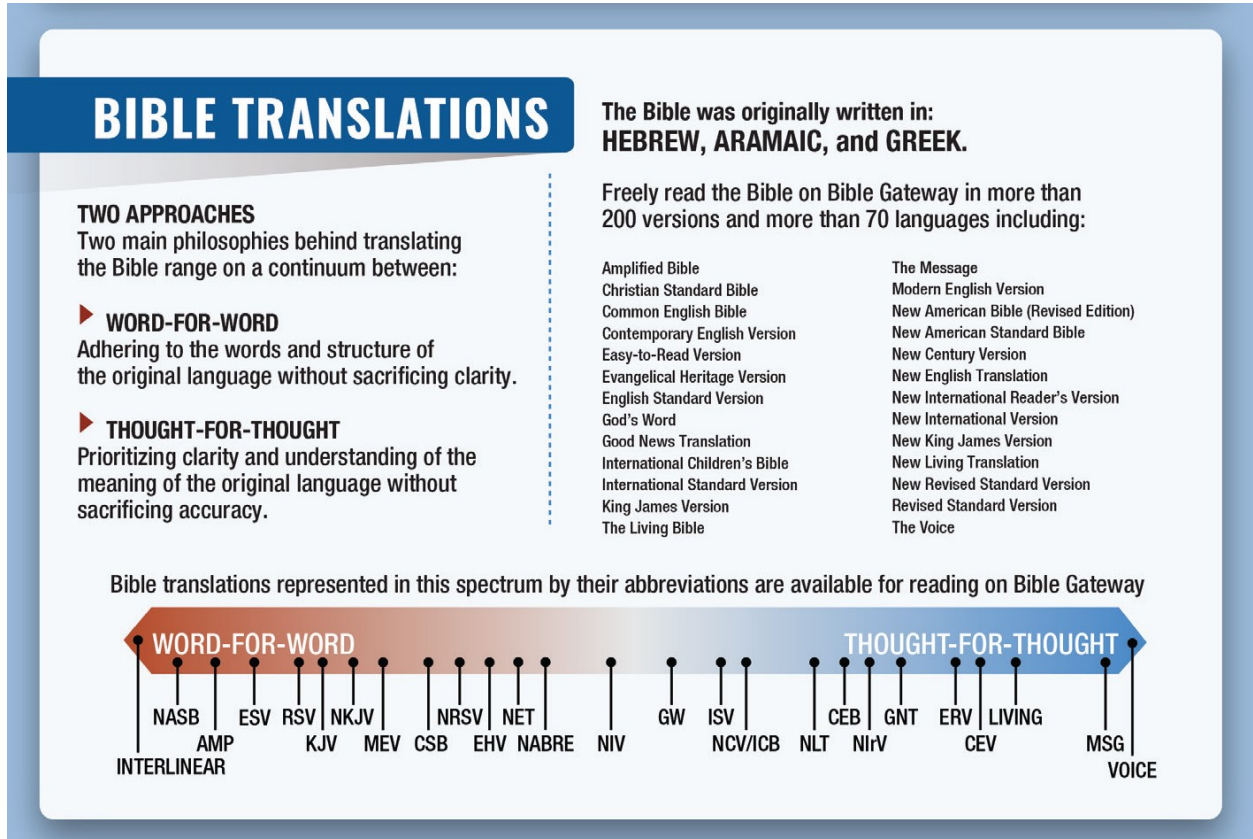 BIBLE TRANSLATIONS
TWO APPROACHES
Two main philosophies behind translating
the Bible range on a continuum between:
WORD-FOR-WORD
Adhering to the words and structure of
the original language without sacrificing clarity.
THOUGHT-FOR-THOUGHT
Prioritizing clarity and understanding of the
meaning of the original language without
sacrificing accuracy.
The Bible was originally written in:
HEBREW, ARAMAIC, and GREEK.
Freely read the Bible on Bible Gateway in more than
200 versions and more than 70 languages including:
Amplified Bible
Christian Standard Bible
Common English Bible
Contemporary English Version
Easy-to-Read Version
Evangelical Heritage Version
English Standard Version
God's Word
Good News Translation
International Children's Bible
International Standard Version
King James Version
The Living Bible
The Message
Modern English Version
New American Bible (Revised Edition)
New American Standard Bible
New Century Version
New English Translation
New International Reader's Version
New International Version
New King James Version
New Living Translation
New Revised Standard Version
Revised Standard Version
The Voice
Bible translations represented in this spectrum by their abbreviations are available for reading on Bible Gateway
WORD-FOR-WORD THOUGHT-FOR-THOUGHT
NASB ESV RSV NKJV NRSV NET GW ISV CEB GNT ERV LIVING
AMP KJV MEV CSB EHV NABRE NIV NCV/ICB NLT NIrV CEV MSG
INTERLINEAR VOICE